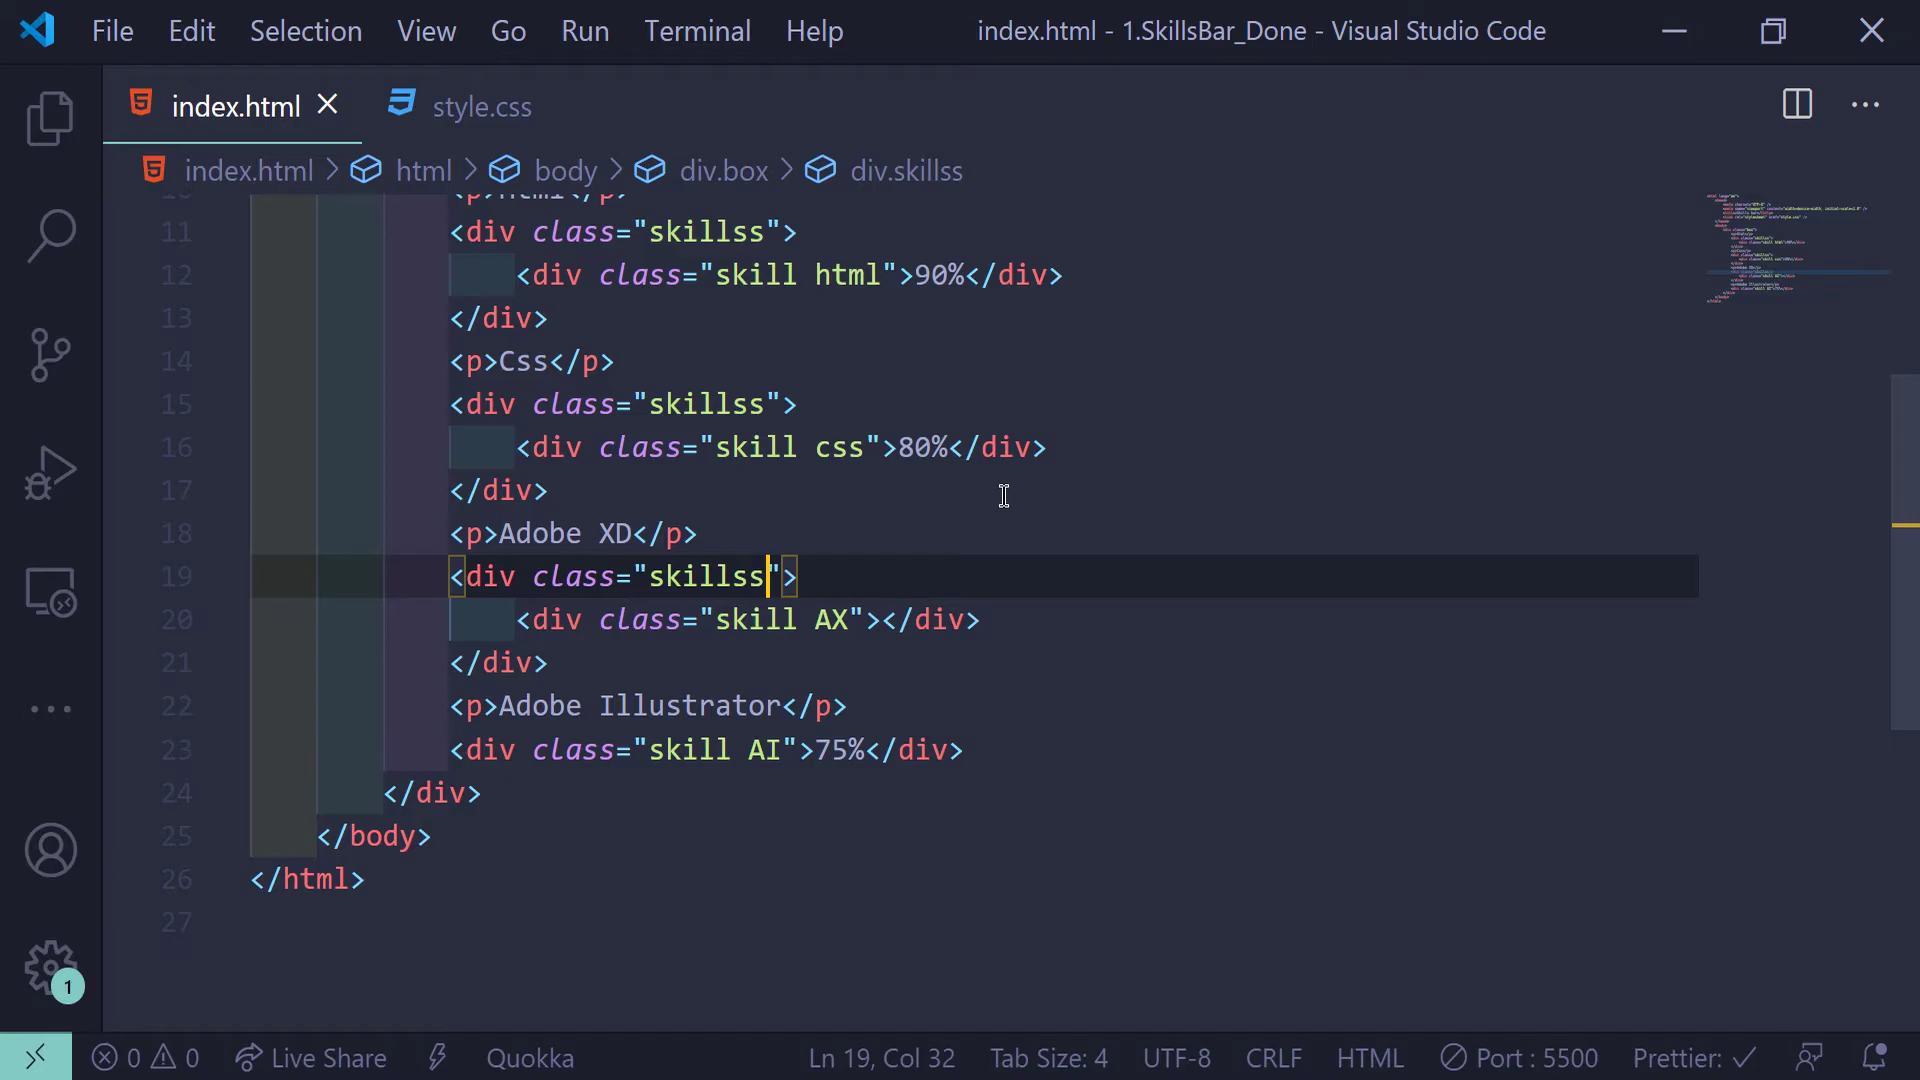 File Edit Selection View Go Run Terminal Help index.html - 1.SkillsBar_Done - Visual Studio Code
index.html style.css
index.html > html > body > div.box > div.skillss
10 <p>Html</p>
11 <div class="skillss">
12 <div class="skill html">90%</div>
13 </div>
14 <p>Css</p>
15 <div class="skillss">
16 <div class="skill css">80%</div>
17 </div>
18 <p>Adobe XD</p>
19 <div class="skillss">
20 <div class="skill AX"></div>
21 </div>
22 <p>Adobe Illustrator</p>
23 <div class="skill AI">75%</div>
24 </div>
25 </body>
26 </html>
27
1
0 0 Live Share Quokka Ln 19, Col 32 Tab Size: 4 UTF-8 CRLF HTML Port : 5500 Prettier: ✓